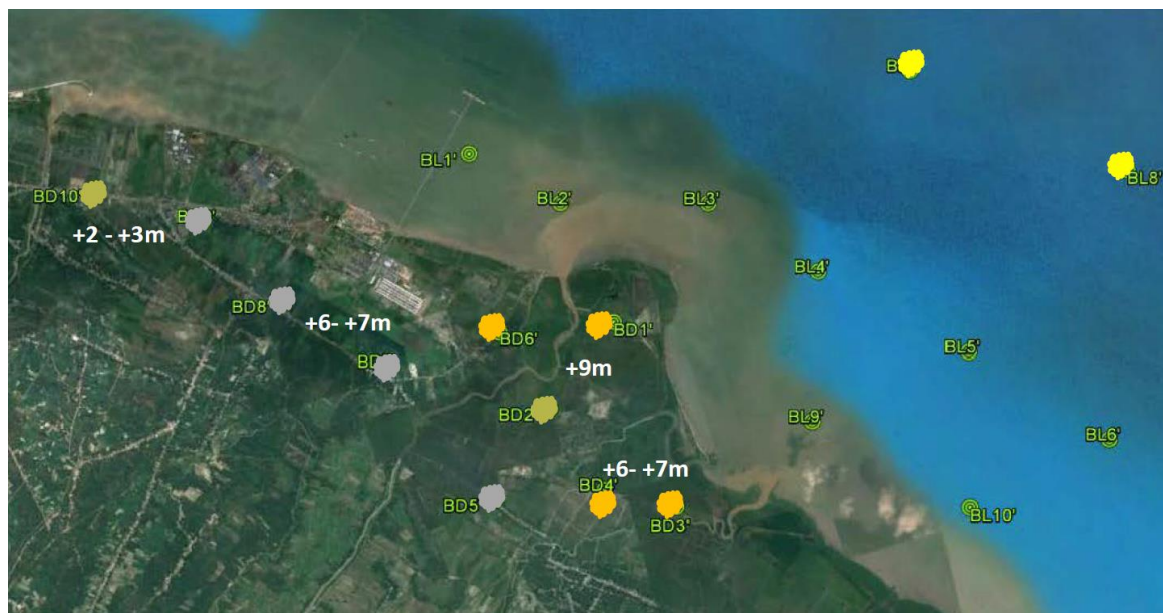 BL1'
BL8'
BD10'
BL2'
BL3'
+2 - +3m
BL4'
BD8'
+6- +7m
BD6'
BD1'
BL5'
+9m
BD2
BL9'
BL6'
+6- +7m
BD4'
BD5
BD3'
BL10'